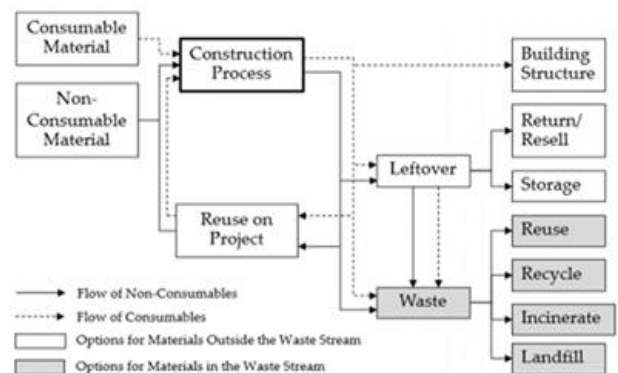 Consumable
Material
Construction
Process
Building
Structure
Non-
Consumable
Material
Return/
Resell
Leftover
Storage
Reuse on
Project
Reuse
Recycle
Waste
Incinerate
Landfill
Flow of Non-Consumables
Flow of Consumables
Options for Materials Outside the Waste Stream
Options for Materials in the Waste Stream